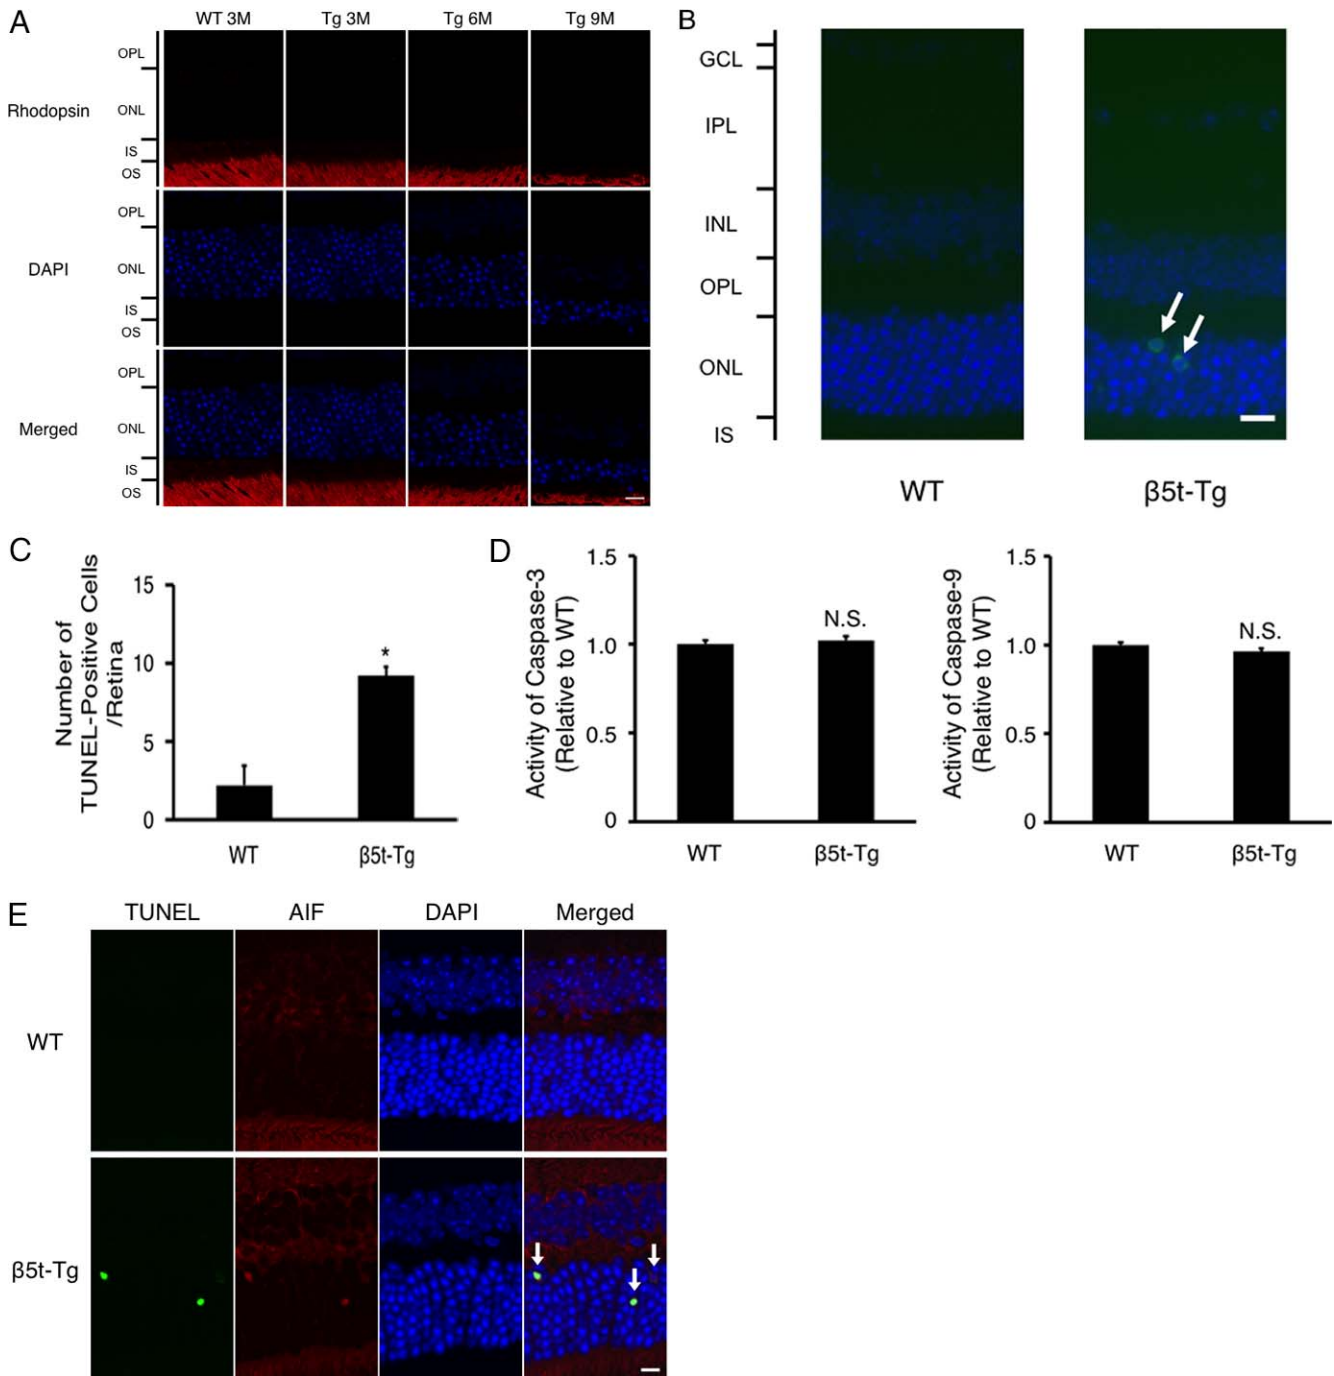 A
WT 3M Tg 3M Tg 6M Tg 9M
OPL
Rhodopsin
ONL
IS
OS
OPL
DAPI
ONL
IS
OS
OPL
Merged
ONL
IS
OS
B
GCL
IPL
INL
OPL
ONL
IS
WT β5t-Tg
C
Number of
TUNEL-Positive Cells
/Retina
15
10
5
0
*
WT β5t-Tg
D
Activity of Caspase-3
(Relative to WT)
1.5
1.0
0.5
0
N.S.
WT β5t-Tg
Activity of Caspase-9
(Relative to WT)
1.5
1.0
0.5
0
N.S.
WT β5t-Tg
E
TUNEL AIF DAPI Merged
WT
β5t-Tg